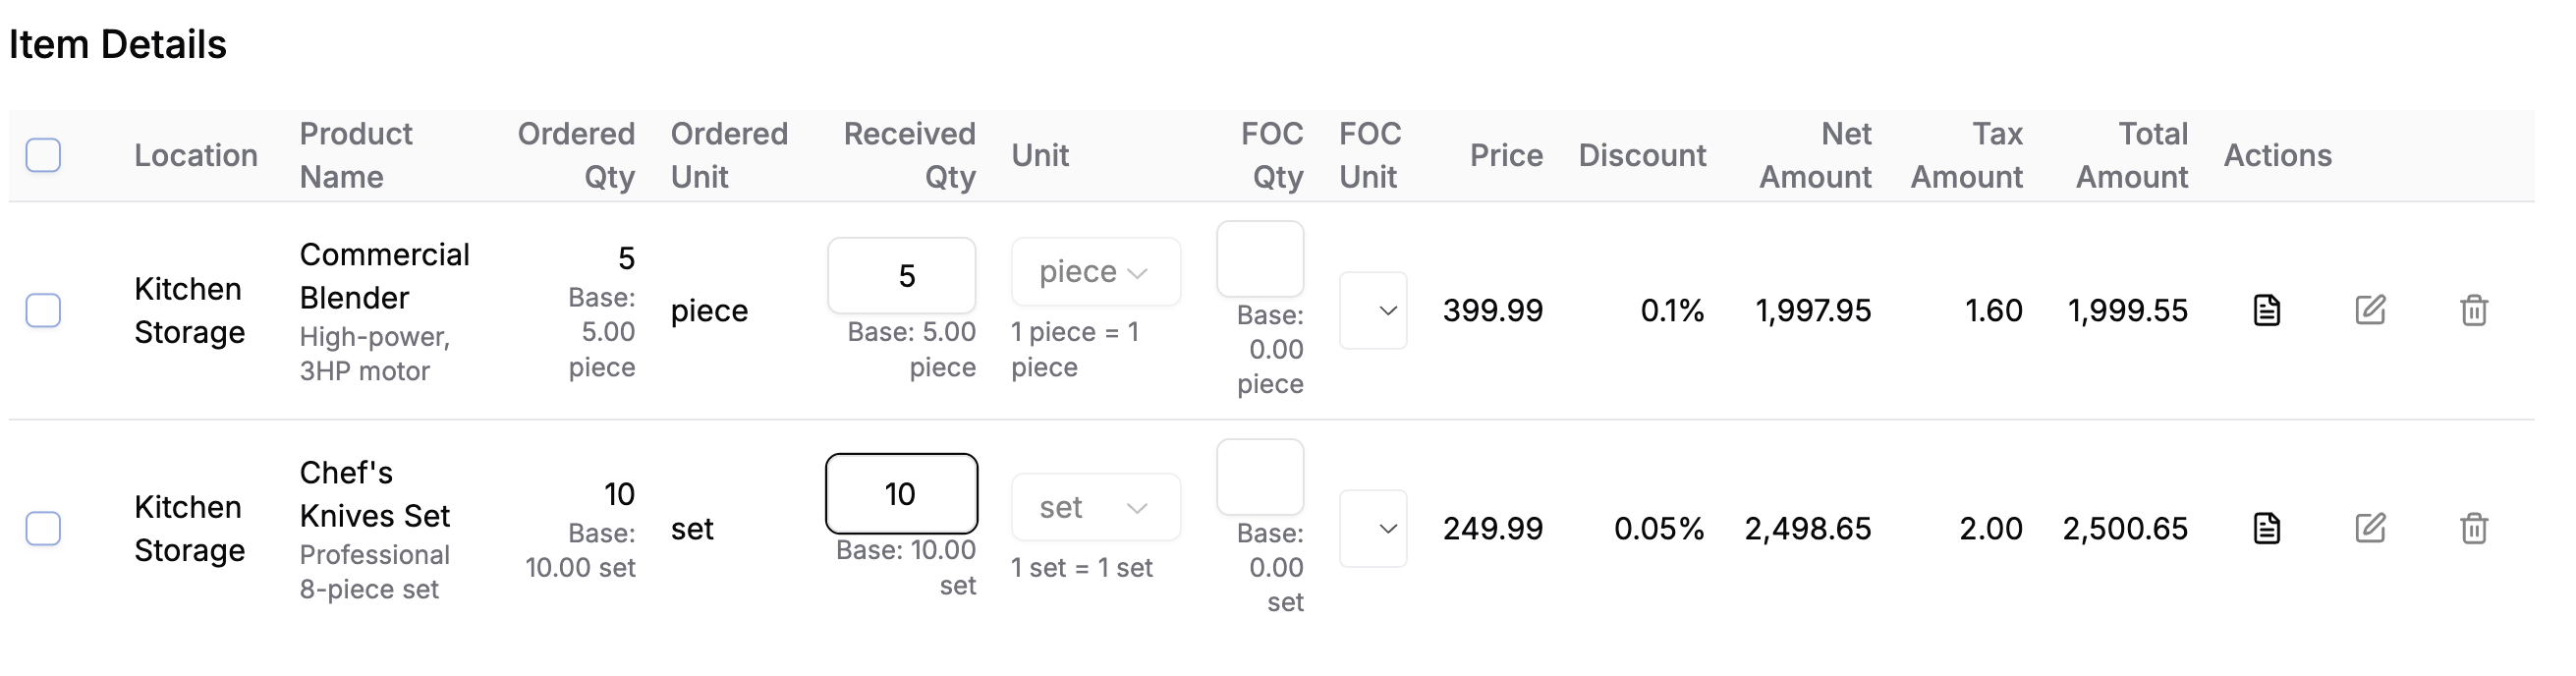 Item Details
Location
Product
Name
Ordered
Qty
Ordered
Unit
Received
Qty
Unit
FOC
Qty
FOC
Unit
Price
Discount
Net
Amount
Tax
Amount
Total
Amount
Actions
Kitchen
Storage
Commercial
Blender
High-power,
3HP motor
5
Base:
5.00
piece
piece
5
Base: 5.00
piece
piece
1 piece = 1
piece
Base:
0.00
piece
399.99
0.1%
1,997.95
1.60
1,999.55
Kitchen
Storage
Chef's
Knives Set
Professional
8-piece set
10
Base:
10.00 set
set
10
Base: 10.00
set
set
1 set = 1 set
Base:
0.00
set
249.99
0.05%
2,498.65
2.00
2,500.65